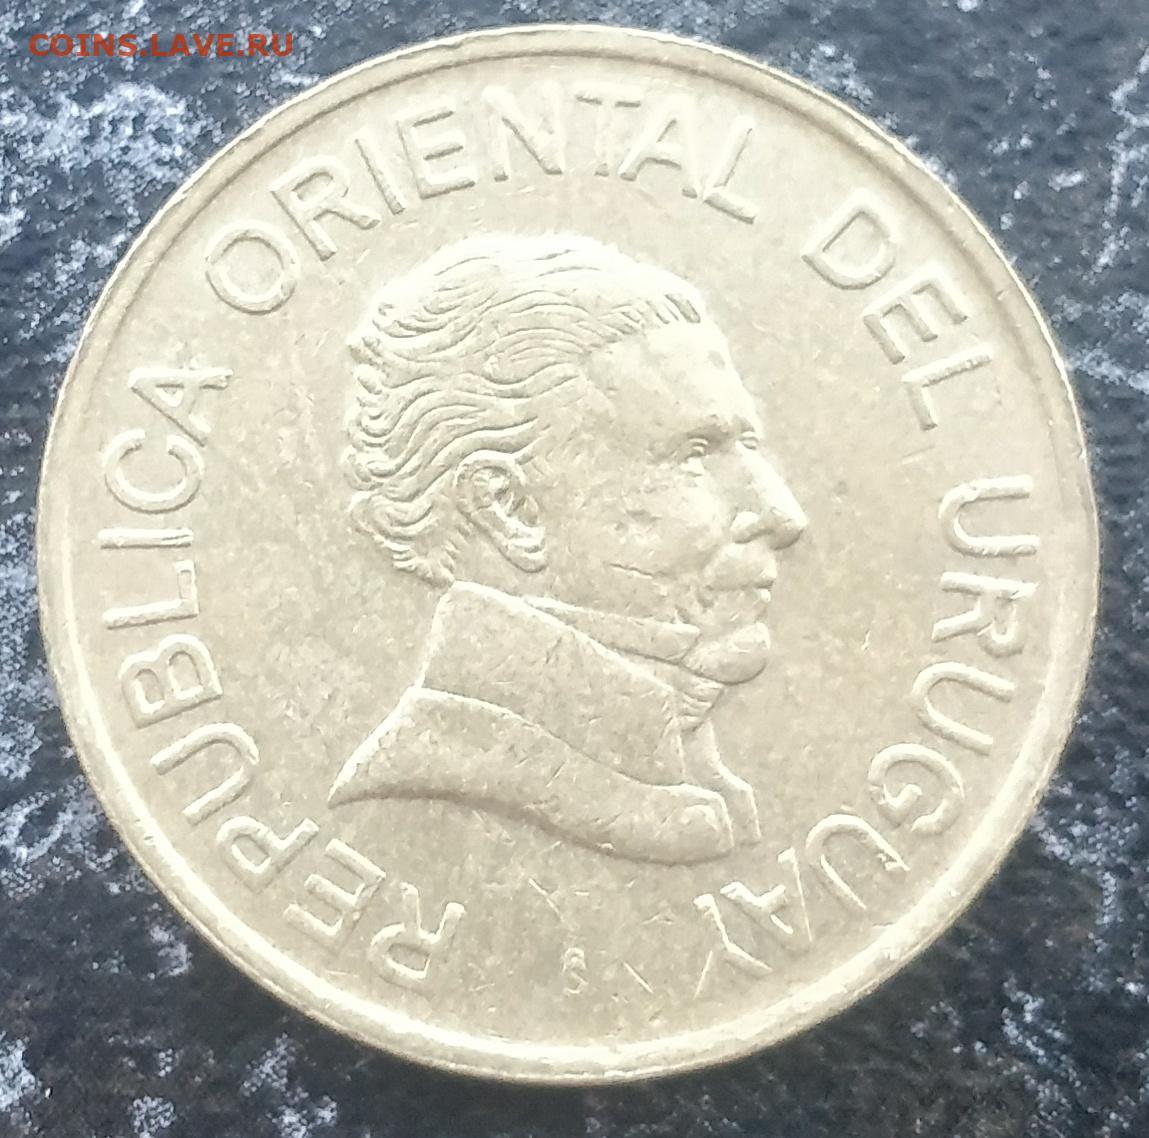 COINS.LAVE.RU
REPUBLICA ORIENTAL DEL URUGUAY
S